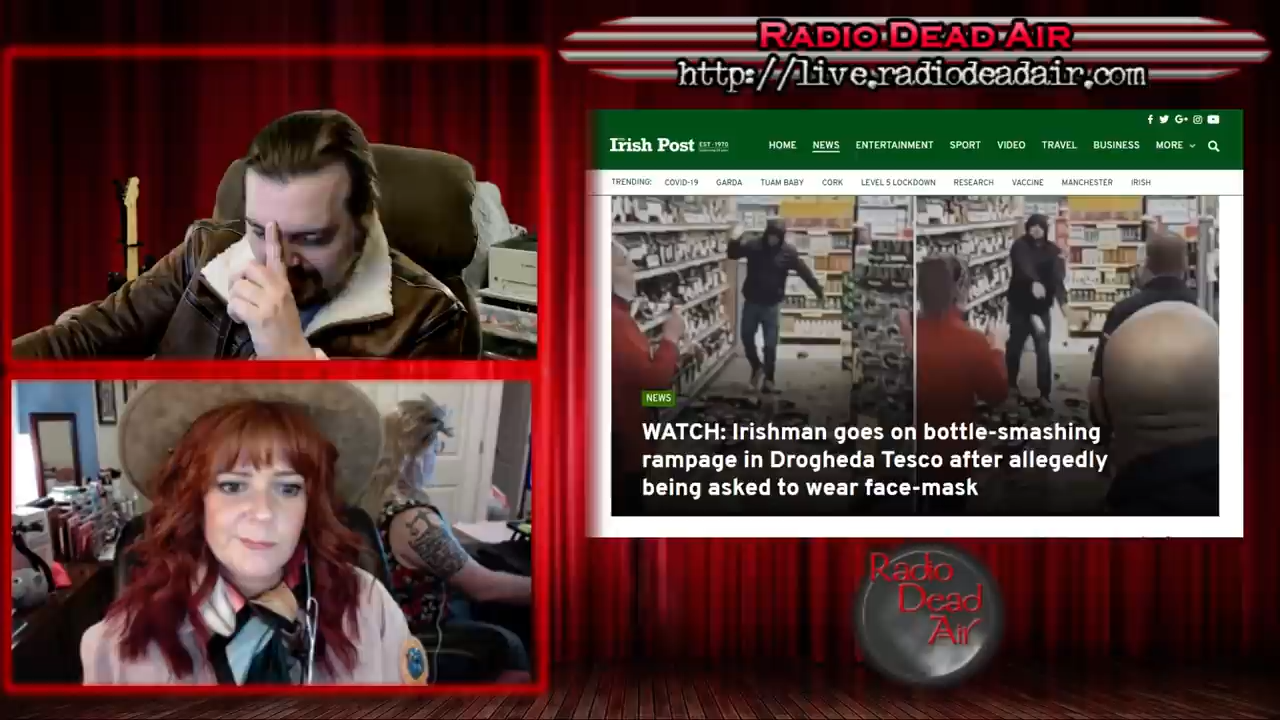 RADIO DEAD AIR
http://live.radiodeadair.com
Irish Post EST · 1970
HOME NEWS ENTERTAINMENT SPORT VIDEO TRAVEL BUSINESS MORE
TRENDING: COVID-19 GARDA TUAM BABY CORK LEVEL 5 LOCKDOWN RESEARCH VACCINE MANCHESTER IRISH
NEWS
WATCH: Irishman goes on bottle-smashing
rampage in Drogheda Tesco after allegedly
being asked to wear face-mask
Radio
Dead
Air